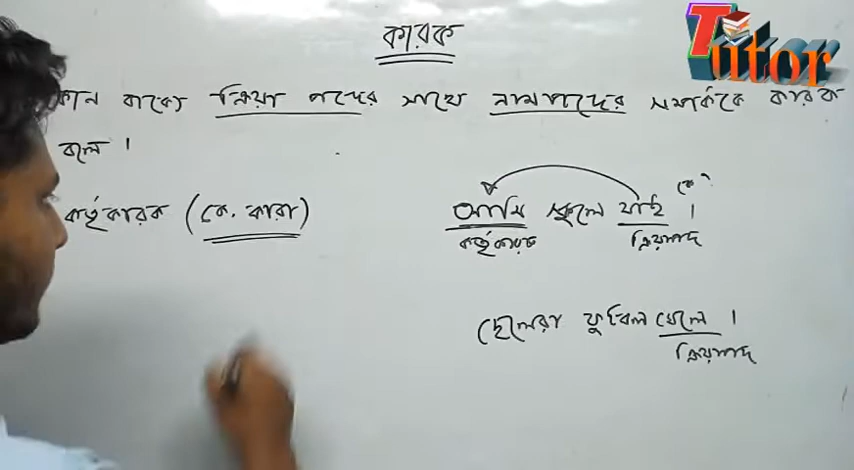 কারক
Tutor
কোন বাক্যে ক্রিয়া পদের সাথে নামপদের সম্পর্ককে কারক
বলে ।
কর্তৃকারক (কে, কারা)
আমি স্কুলে যাই । কে?
কর্তৃকারক ক্রিয়াপদ
ছেলেরা ফুটবল খেলে ।
ক্রিয়াপদ